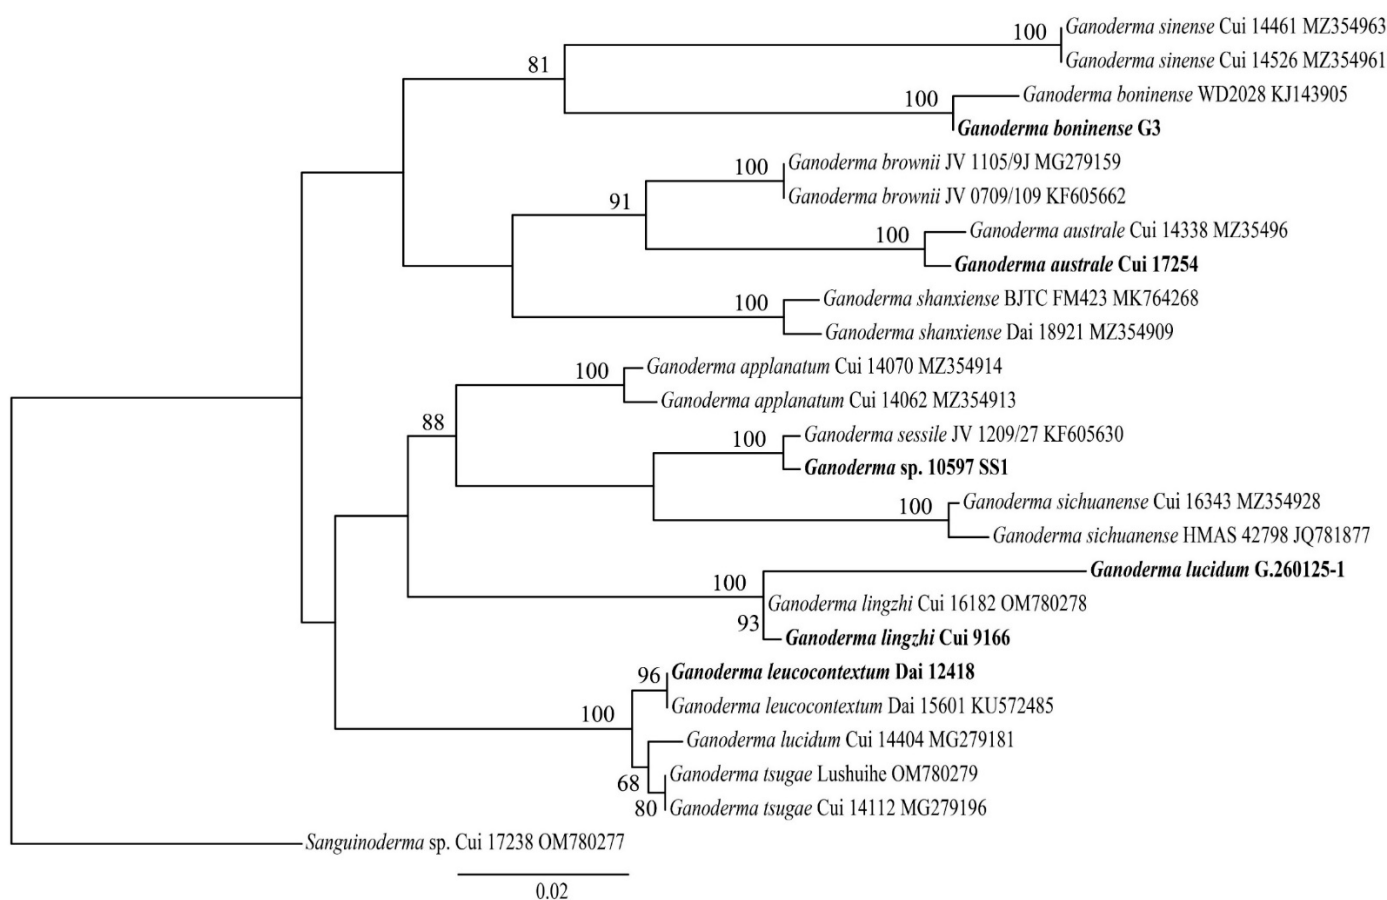 Ganoderma sinense Cui 14461 MZ354963
100
Ganoderma sinense Cui 14526 MZ354961
81
Ganoderma boninense WD2028 KJ143905
100
Ganoderma boninense G3
Ganoderma brownii JV 1105/9J MG279159
100
Ganoderma brownii JV 0709/109 KF605662
91
Ganoderma australe Cui 14338 MZ35496
100
Ganoderma australe Cui 17254
Ganoderma shanxiense BJTC FM423 MK764268
100
Ganoderma shanxiense Dai 18921 MZ354909
Ganoderma applanatum Cui 14070 MZ354914
100
Ganoderma applanatum Cui 14062 MZ354913
88
Ganoderma sessile JV 1209/27 KF605630
100
Ganoderma sp. 10597 SS1
Ganoderma sichuanense Cui 16343 MZ354928
100
Ganoderma sichuanense HMAS 42798 JQ781877
Ganoderma lucidum G.260125-1
100
Ganoderma lingzhi Cui 16182 OM780278
93
Ganoderma lingzhi Cui 9166
Ganoderma leucocontextum Dai 12418
96
Ganoderma leucocontextum Dai 15601 KU572485
100
Ganoderma lucidum Cui 14404 MG279181
68
Ganoderma tsugae Lushuihe OM780279
80
Ganoderma tsugae Cui 14112 MG279196
Sanguinoderma sp. Cui 17238 OM780277
0.02